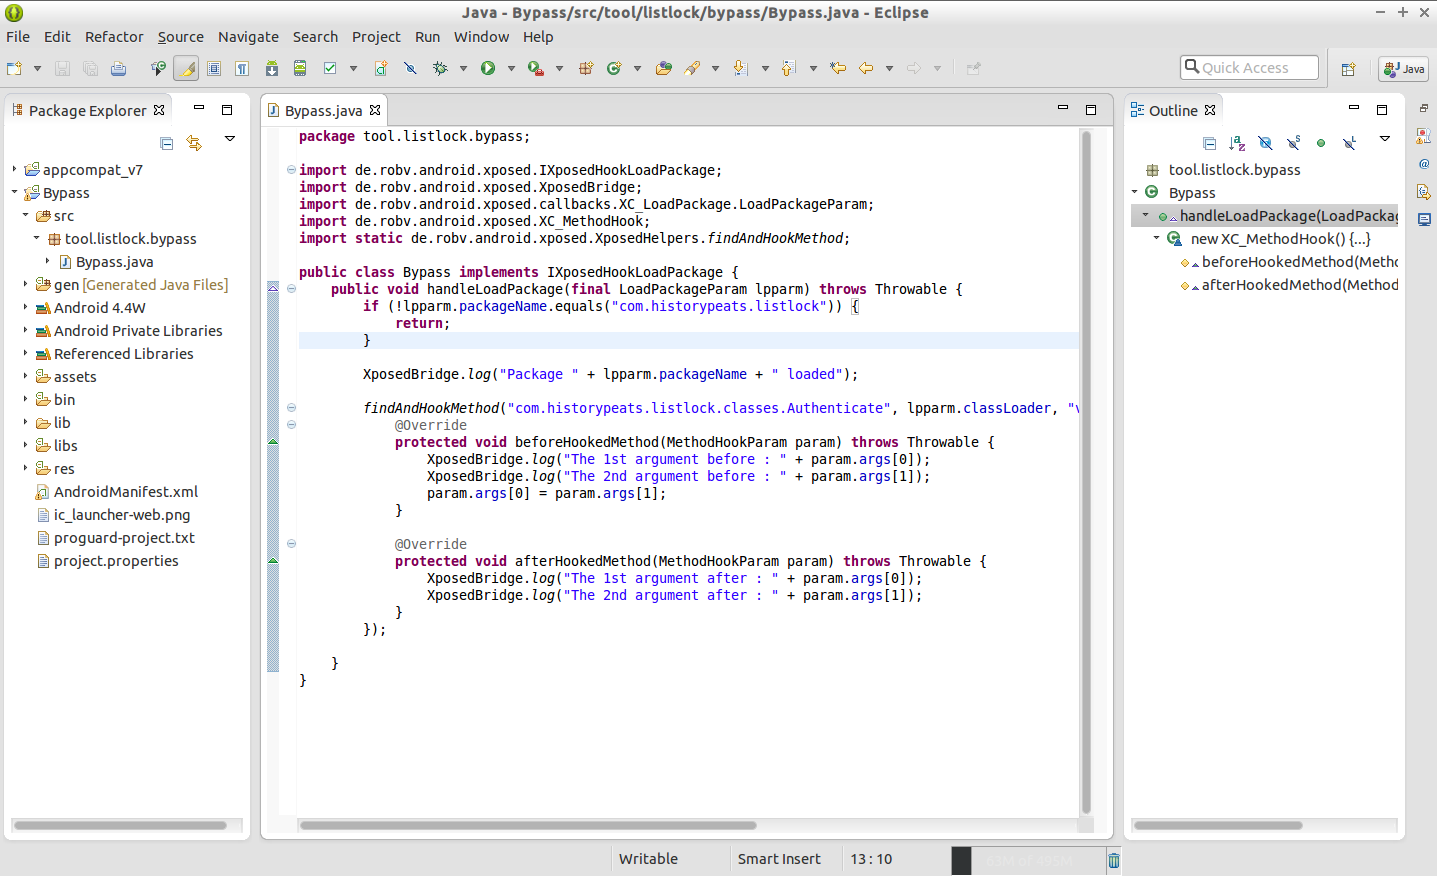 Java - Bypass/src/tool/listlock/bypass/Bypass.java - Eclipse
File Edit Refactor Source Navigate Search Project Run Window Help
Quick Access
Java
Package Explorer
appcompat_v7
Bypass
src
tool.listlock.bypass
Bypass.java
gen [Generated Java Files]
Android 4.4W
Android Private Libraries
Referenced Libraries
assets
bin
lib
libs
res
AndroidManifest.xml
ic_launcher-web.png
proguard-project.txt
project.properties
Bypass.java
package tool.listlock.bypass;
import de.robv.android.xposed.IXposedHookLoadPackage;
import de.robv.android.xposed.XposedBridge;
import de.robv.android.xposed.callbacks.XC_LoadPackage.LoadPackageParam;
import de.robv.android.xposed.XC_MethodHook;
import static de.robv.android.xposed.XposedHelpers.findAndHookMethod;
public class Bypass implements IXposedHookLoadPackage {
public void handleLoadPackage(final LoadPackageParam lpparm) throws Throwable {
if (!lpparm.packageName.equals("com.historypeats.listlock")) {
return;
}
XposedBridge.log("Package " + lpparm.packageName + " loaded");
findAndHookMethod("com.historypeats.listlock.classes.Authenticate", lpparm.classLoader, "v
@Override
protected void beforeHookedMethod(MethodHookParam param) throws Throwable {
XposedBridge.log("The 1st argument before : " + param.args[0]);
XposedBridge.log("The 2nd argument before : " + param.args[1]);
param.args[0] = param.args[1];
}
@Override
protected void afterHookedMethod(MethodHookParam param) throws Throwable {
XposedBridge.log("The 1st argument after : " + param.args[0]);
XposedBridge.log("The 2nd argument after : " + param.args[1]);
}
});
}
}
Outline
tool.listlock.bypass
Bypass
handleLoadPackage(LoadPackag
new XC_MethodHook() {...}
beforeHookedMethod(Metho
afterHookedMethod(Method
Writable
Smart Insert
13 : 10